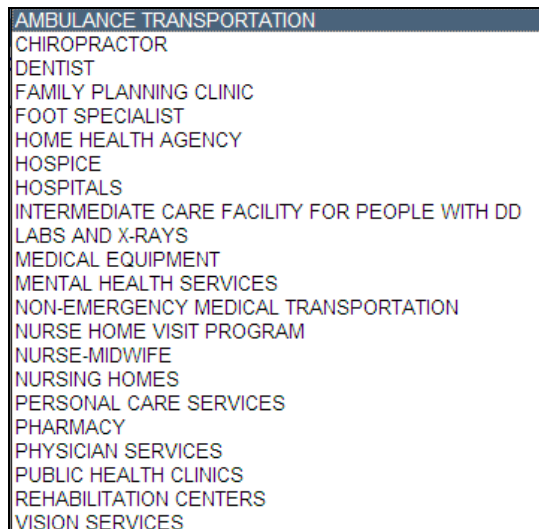 AMBULANCE TRANSPORTATION
CHIROPRACTOR
DENTIST
FAMILY PLANNING CLINIC
FOOT SPECIALIST
HOME HEALTH AGENCY
HOSPICE
HOSPITALS
INTERMEDIATE CARE FACILITY FOR PEOPLE WITH DD
LABS AND X-RAYS
MEDICAL EQUIPMENT
MENTAL HEALTH SERVICES
NON-EMERGENCY MEDICAL TRANSPORTATION
NURSE HOME VISIT PROGRAM
NURSE-MIDWIFE
NURSING HOMES
PERSONAL CARE SERVICES
PHARMACY
PHYSICIAN SERVICES
PUBLIC HEALTH CLINICS
REHABILITATION CENTERS
VISION SERVICES